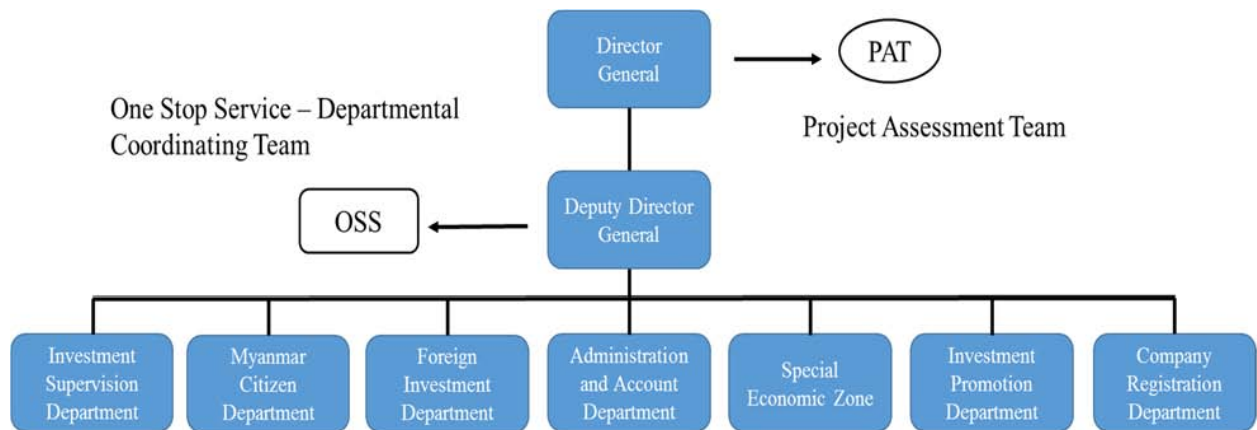 Director
General
PAT
One Stop Service – Departmental
Coordinating Team
Project Assessment Team
OSS
Deputy Director
General
Investment
Supervision
Department
Myanmar
Citizen
Department
Foreign
Investment
Department
Administration
and Account
Department
Special
Economic Zone
Investment
Promotion
Department
Company
Registration
Department